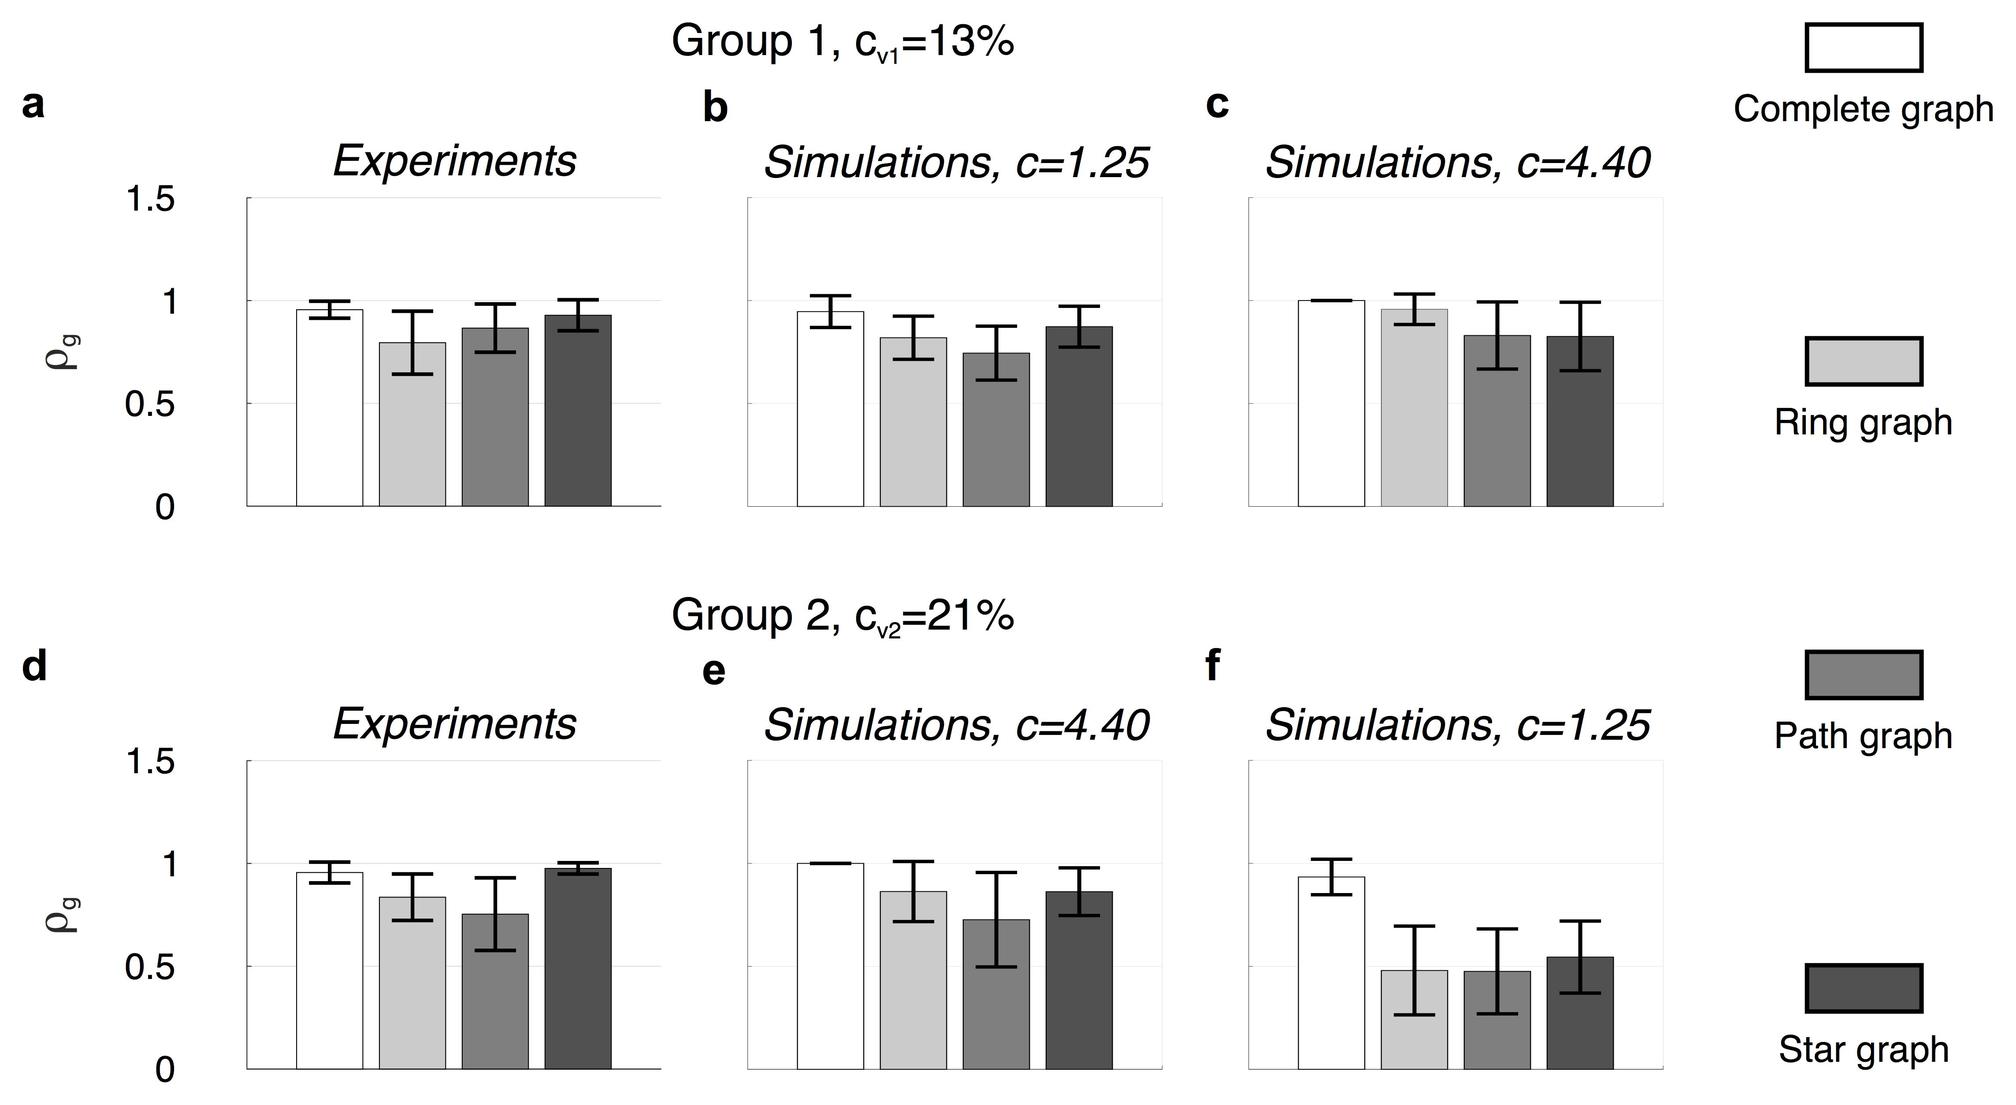 Group 1, cv1=13%
a
b
c
Complete graph
Experiments
Simulations, c=1.25
Simulations, c=4.40
1.5
1
0.5
0
ρg
Ring graph
Group 2, cv2=21%
d
e
f
Experiments
Simulations, c=4.40
Simulations, c=1.25
Path graph
1.5
1
0.5
0
ρg
Star graph